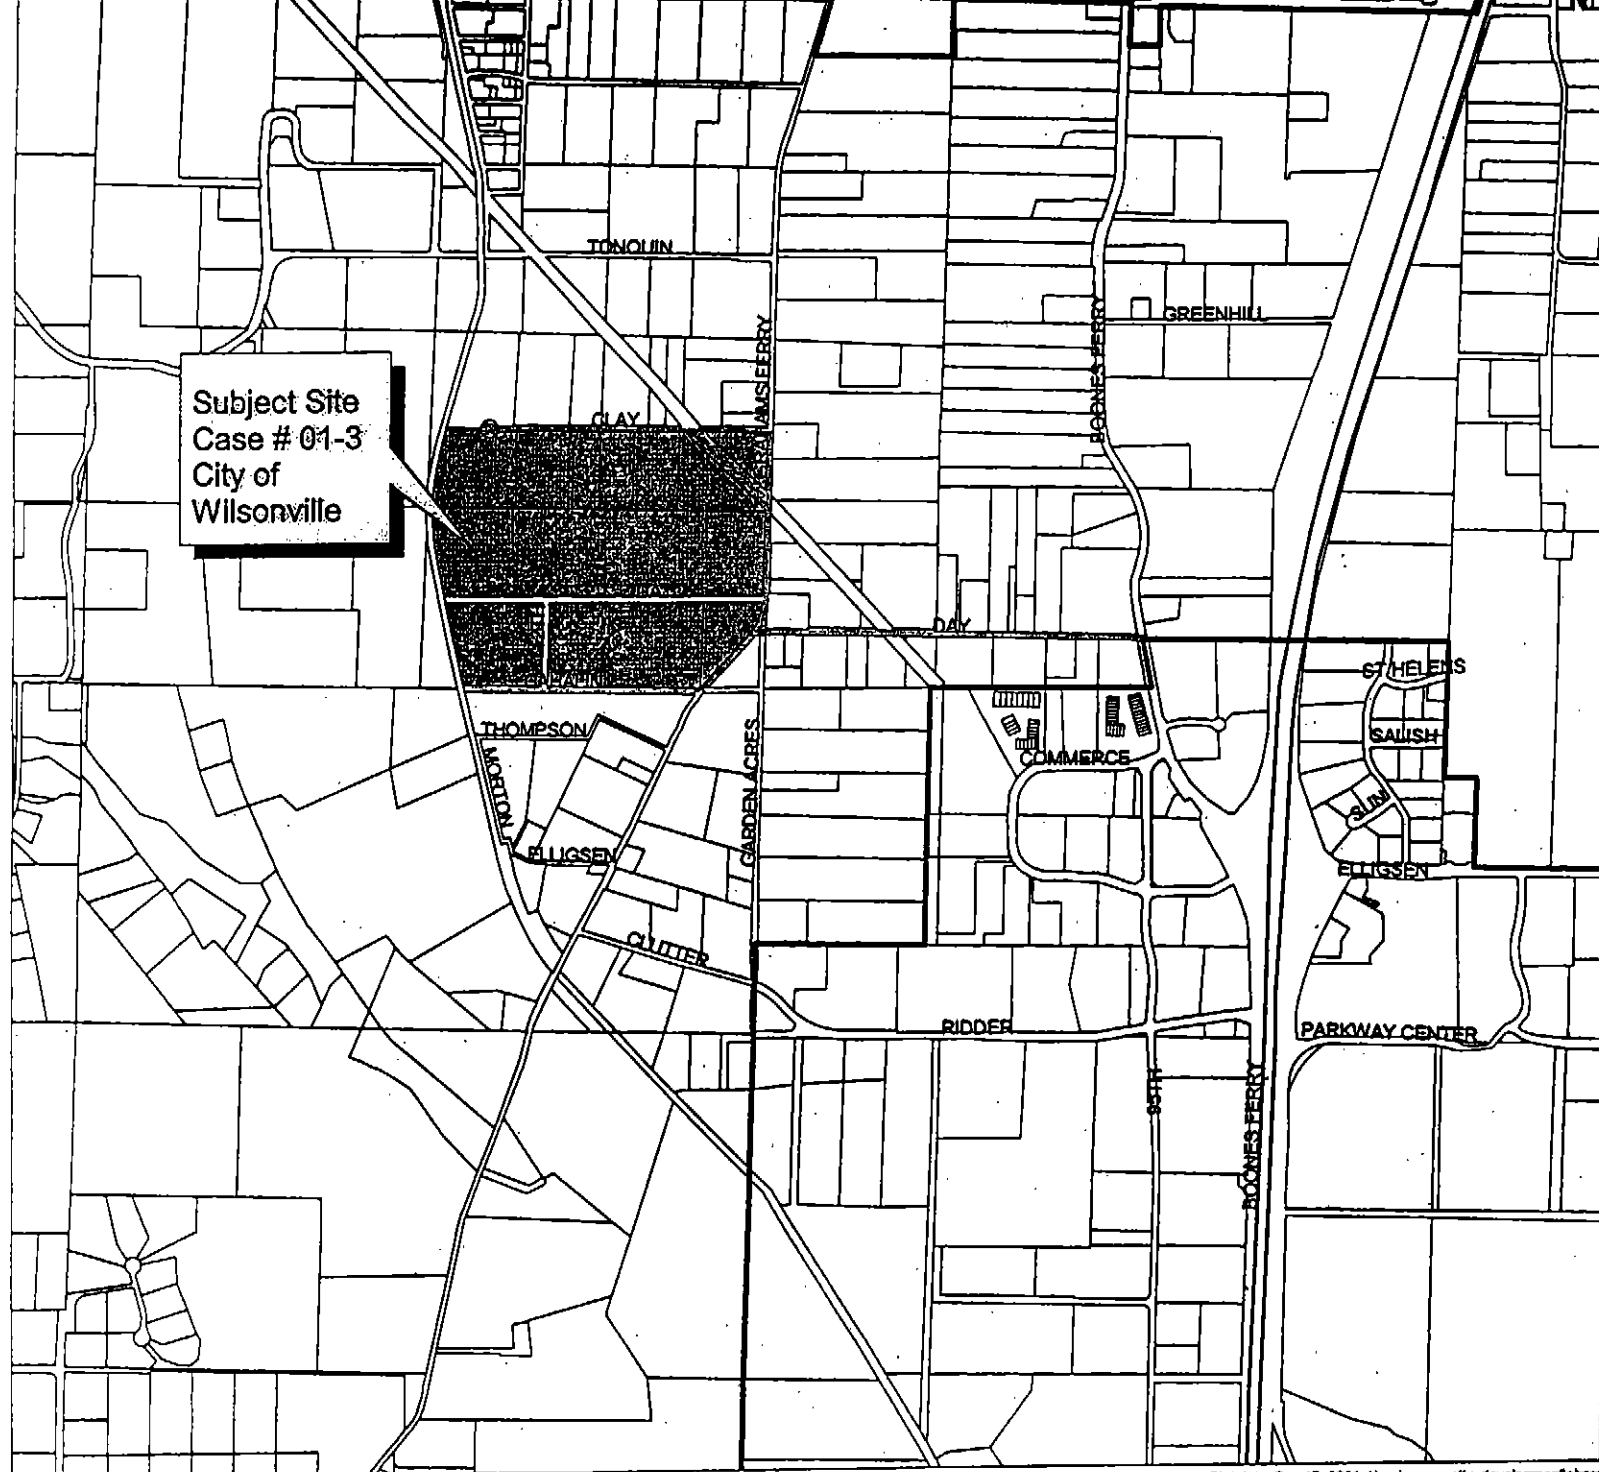 TONQUIN
GREENHILL
BOONES FERRY
Subject Site
Case # 01-3
City of
Wilsonville
CLAY
DAY
ST HELENS
THOMPSON
SALISH
MORTON
GARDEN ACRES
COMMERCE
ELLIGSEN
ELLIGSEN
CLUTTER
RIDDER
PARKWAY CENTER
95TH
BOONES FERRY